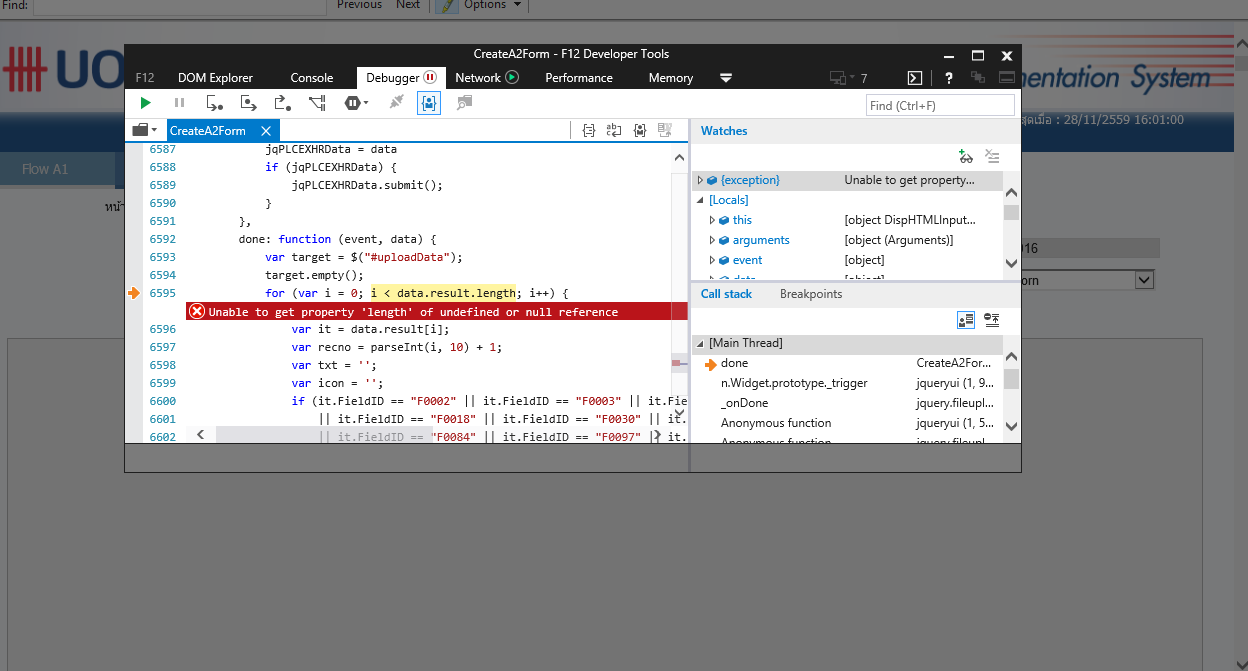 Find: Previous Next Options
UO
CreateA2Form - F12 Developer Tools
F12 DOM Explorer Console Debugger Network Performance Memory 7 ?
mentation System
Find (Ctrl+F)
28/11/2559 16:01:00
CreateA2Form X
Watches
Flow A1
{exception} Unable to get property...
[Locals]
this [object DispHTMLInput...
arguments [object (Arguments)]
event [object]
data [object]
6587 jqPLCEXHRData = data
6588 if (jqPLCEXHRData) {
6589 jqPLCEXHRData.submit();
6590 }
6591 },
6592 done: function (event, data) {
6593 var target = $("#uploadData");
6594 target.empty();
6595 for (var i = 0; i < data.result.length; i++) {
Unable to get property 'length' of undefined or null reference
6596 var it = data.result[i];
6597 var recno = parseInt(i, 10) + 1;
6598 var txt = '';
6599 var icon = '';
6600 if (it.FieldID == "F0002" || it.FieldID == "F0003" || it.Fie
6601 || it.FieldID == "F0018" || it.FieldID == "F0030" || it.
6602 || it.FieldID == "F0084" || it.FieldID == "F0097" || it.
หน้า
16
orn
Call stack Breakpoints
[Main Thread]
done CreateA2For...
n.Widget.prototype._trigger jqueryui (1, 9...
_onDone jquery.fileupl...
Anonymous function jqueryui (1, 5...
Anonymous function jquery.fileupl...